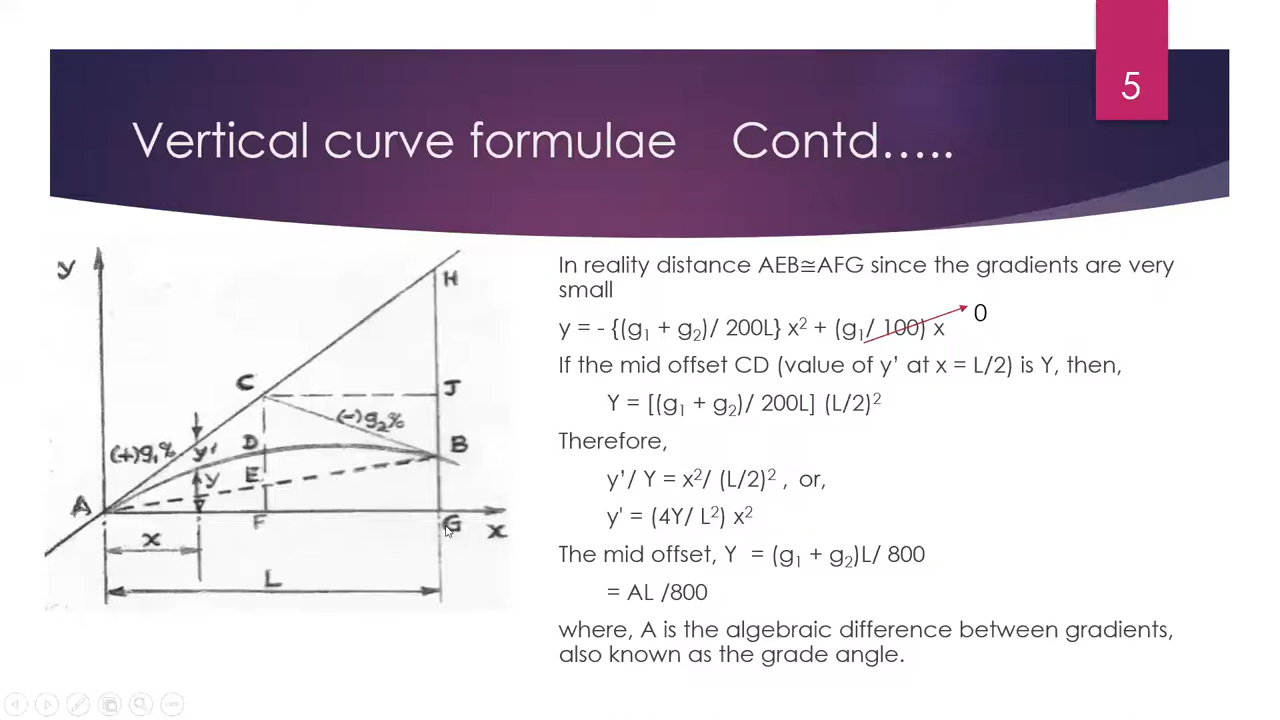 5
Vertical curve formulae Contd…..
In reality distance AEB≅AFG since the gradients are very
small
y = - {(g₁ + g₂)/ 200L} x² + (g₁/ 100) x
0
If the mid offset CD (value of y’ at x = L/2) is Y, then,
Y = [(g₁ + g₂)/ 200L] (L/2)²
Therefore,
y’/ Y = x²/ (L/2)² , or,
y' = (4Y/ L²) x²
The mid offset, Y = (g₁ + g₂)L/ 800
= AL /800
where, A is the algebraic difference between gradients,
also known as the grade angle.
y
H
C
J
(-)g₂%
(+)g₁%
y'
D
B
y
E
A
F
G
x
x
L